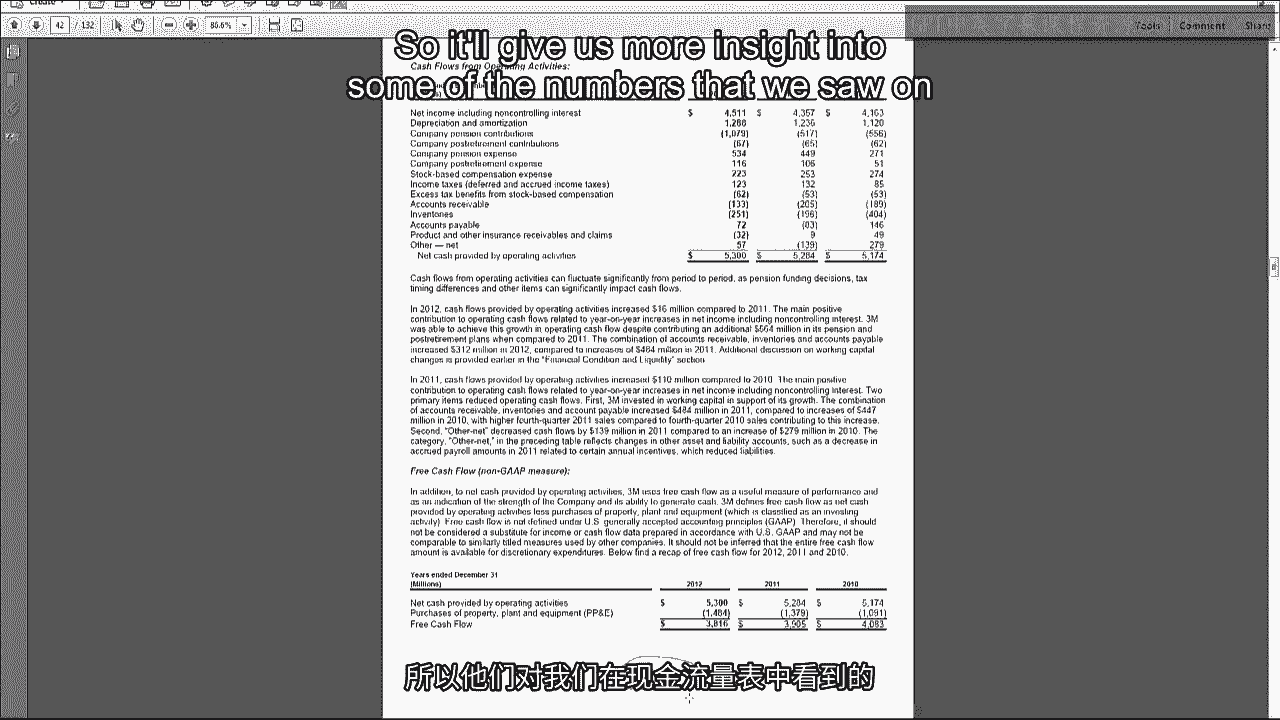 Create
42 / 132
86.6%
Tools Comment Share
So it'll give us more insight into
some of the numbers that we saw on
Cash Flows from Operating Activities:
Net income including noncontrolling interest $ 4,511 $ 4,357 $ 4,163
Depreciation and amortization 1,288 1,236 1,120
Company pension contributions (1,079) (517) (556)
Company postretirement contributions (67) (65) (62)
Company pension expense 534 449 271
Company postretirement expense 116 106 51
Stock-based compensation expense 223 253 274
Income taxes (deferred and accrued income taxes) 123 132 85
Excess tax benefits from stock-based compensation (62) (53) (53)
Accounts receivable (133) (205) (189)
Inventories (251) (196) (404)
Accounts payable 72 (83) 146
Product and other insurance receivables and claims (32) 9 49
Other — net 57 (139) 279
Net cash provided by operating activities $ 5,300 $ 5,284 $ 5,174
Cash flows from operating activities can fluctuate significantly from period to period, as pension funding decisions, tax
timing differences and other items can significantly impact cash flows.
In 2012, cash flows provided by operating activities increased $16 million compared to 2011. The main positive
contribution to operating cash flows related to year-on-year increases in net income including noncontrolling interest. 3M
was able to achieve this growth in operating cash flow despite contributing an additional $564 million in its pension and
postretirement plans when compared to 2011. The combination of accounts receivable, inventories and accounts payable
increased $312 million in 2012, compared to increases of $484 million in 2011. Additional discussion on working capital
changes is provided earlier in the "Financial Condition and Liquidity" section.
In 2011, cash flows provided by operating activities increased $110 million compared to 2010. The main positive
contribution to operating cash flows related to year-on-year increases in net income including noncontrolling interest. Two
primary items reduced operating cash flows. First, 3M invested in working capital in support of its growth. The combination
of accounts receivable, inventories and account payable increased $484 million in 2011, compared to increases of $447
million in 2010, with higher fourth-quarter 2011 sales compared to fourth-quarter 2010 sales contributing to this increase.
Second, "Other-net" decreased cash flows by $139 million in 2011 compared to an increase of $279 million in 2010. The
category, "Other-net," in the preceding table reflects changes in other asset and liability accounts, such as a decrease in
accrued payroll amounts in 2011 related to certain annual incentives, which reduced liabilities.
Free Cash Flow (non-GAAP measure):
In addition, to net cash provided by operating activities, 3M uses free cash flow as a useful measure of performance and
as an indication of the strength of the Company and its ability to generate cash. 3M defines free cash flow as net cash
provided by operating activities less purchases of property, plant and equipment (which is classified as an investing
activity). Free cash flow is not defined under U.S. generally accepted accounting principles (GAAP). Therefore, it should
not be considered a substitute for income or cash flow data prepared in accordance with U.S. GAAP and may not be
comparable to similarly titled measures used by other companies. It should not be inferred that the entire free cash flow
amount is available for discretionary expenditures. Below find a recap of free cash flow for 2012, 2011 and 2010.
Years ended December 31
(Millions) 2012 2011 2010
Net cash provided by operating activities $ 5,300 $ 5,284 $ 5,174
Purchases of property, plant and equipment (PP&E) (1,484) (1,379) (1,091)
Free Cash Flow $ 3,816 $ 3,905 $ 4,083
所以他们对我们在现金流量表中看到的